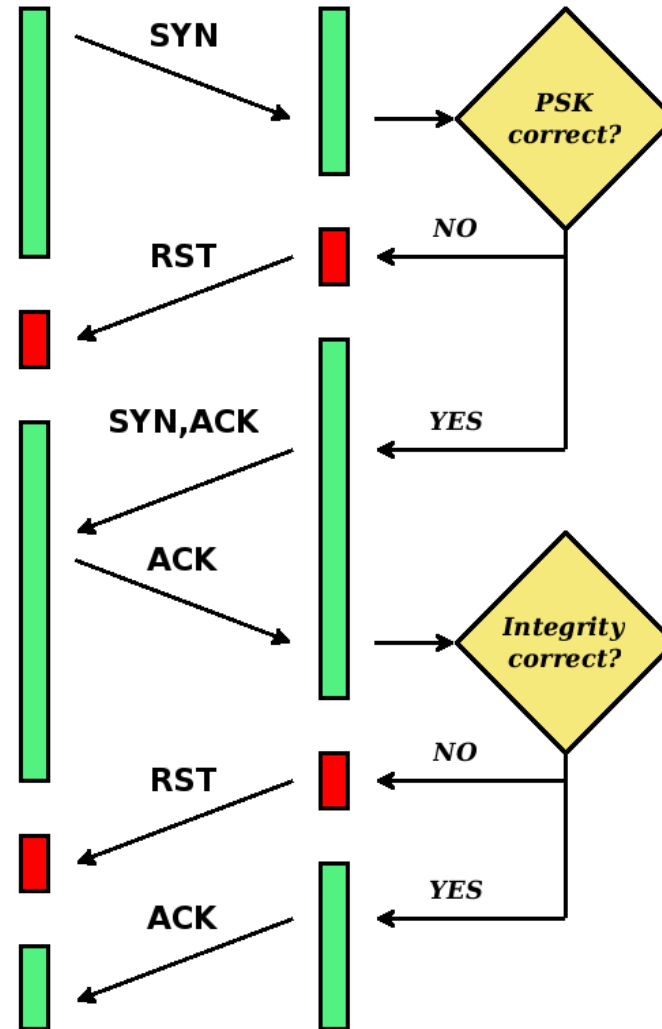 SYN
PSK
correct?
NO
RST
YES
SYN,ACK
ACK
Integrity
correct?
NO
RST
YES
ACK